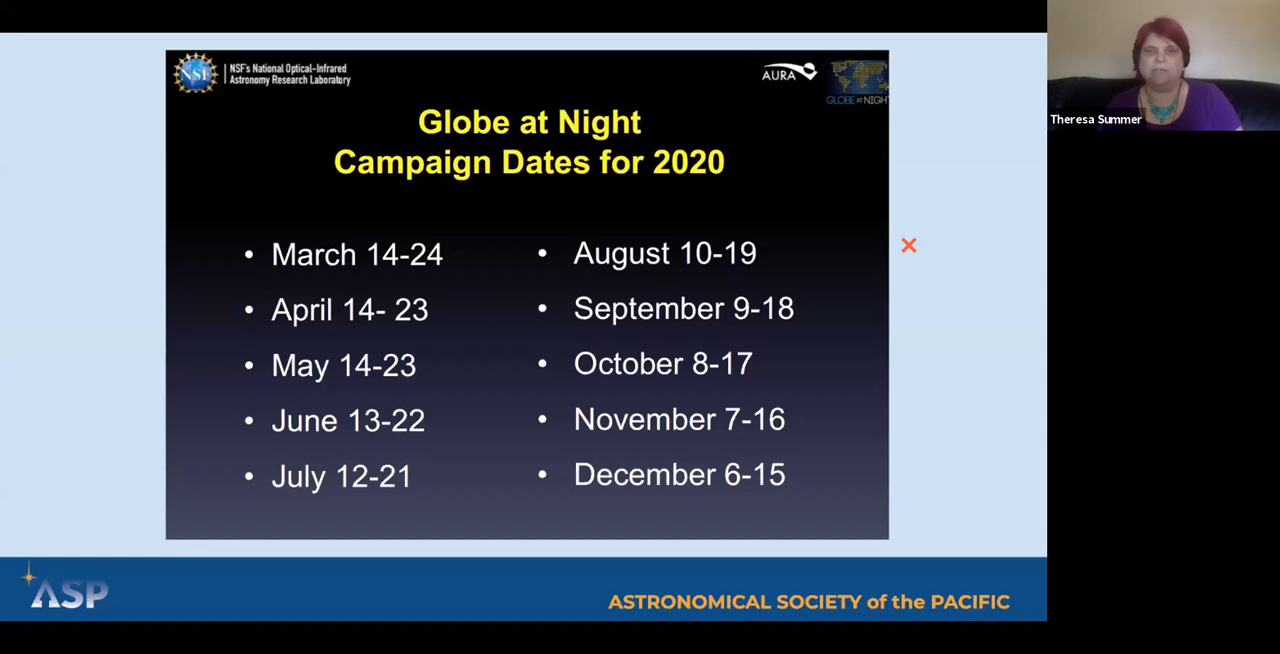 NSF
NSF's National Optical-Infrared
Astronomy Research Laboratory
AURA
GLOBE AT NIGHT
Globe at Night
Campaign Dates for 2020
• March 14-24
• April 14- 23
• May 14-23
• June 13-22
• July 12-21
• August 10-19
• September 9-18
• October 8-17
• November 7-16
• December 6-15
Theresa Summer
ASP
ASTRONOMICAL SOCIETY of the PACIFIC